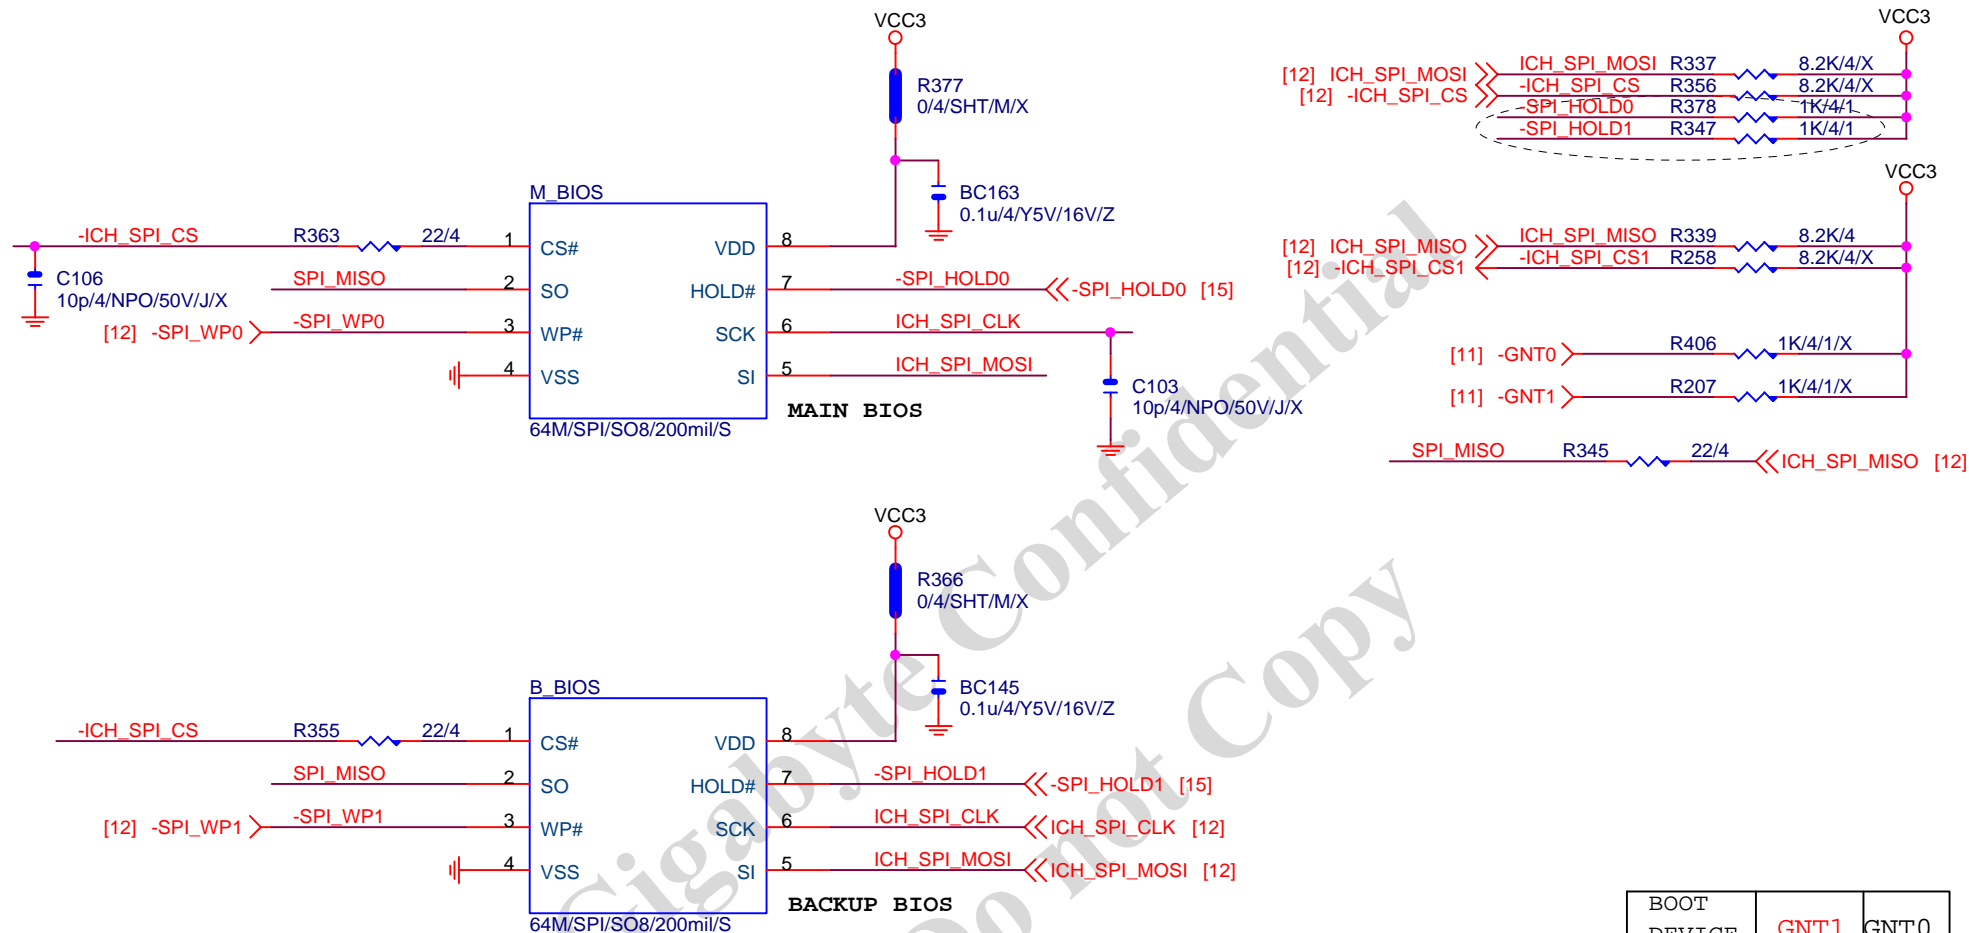 VCC3
R377
0/4/SHT/M/X
BC163
0.1u/4/Y5V/16V/Z
M_BIOS
-ICH_SPI_CS R363 22/4 1 CS# VDD 8
C106
10p/4/NPO/50V/J/X
SPI_MISO 2 SO HOLD# 7 -SPI_HOLD0 -SPI_HOLD0 [15]
[12] -SPI_WP0 -SPI_WP0 3 WP# SCK 6 ICH_SPI_CLK
4 VSS SI 5 ICH_SPI_MOSI
C103
10p/4/NPO/50V/J/X
MAIN BIOS
64M/SPI/SO8/200mil/S
VCC3
[12] ICH_SPI_MOSI ICH_SPI_MOSI R337 8.2K/4/X
[12] -ICH_SPI_CS -ICH_SPI_CS R356 8.2K/4/X
-SPI_HOLD0 R378 1K/4/1
-SPI_HOLD1 R347 1K/4/1
VCC3
[12] ICH_SPI_MISO ICH_SPI_MISO R339 8.2K/4
[12] -ICH_SPI_CS1 -ICH_SPI_CS1 R258 8.2K/4/X
[11] -GNT0 R406 1K/4/1/X
[11] -GNT1 R207 1K/4/1/X
SPI_MISO R345 22/4 ICH_SPI_MISO [12]
VCC3
R366
0/4/SHT/M/X
BC145
0.1u/4/Y5V/16V/Z
B_BIOS
-ICH_SPI_CS R355 22/4 1 CS# VDD 8
SPI_MISO 2 SO HOLD# 7 -SPI_HOLD1 -SPI_HOLD1 [15]
[12] -SPI_WP1 -SPI_WP1 3 WP# SCK 6 ICH_SPI_CLK ICH_SPI_CLK [12]
4 VSS SI 5 ICH_SPI_MOSI ICH_SPI_MOSI [12]
BACKUP BIOS
64M/SPI/SO8/200mil/S
Gigabyte Confidential
Do not Copy
BOOT
DEVICE GNT1 GNT0